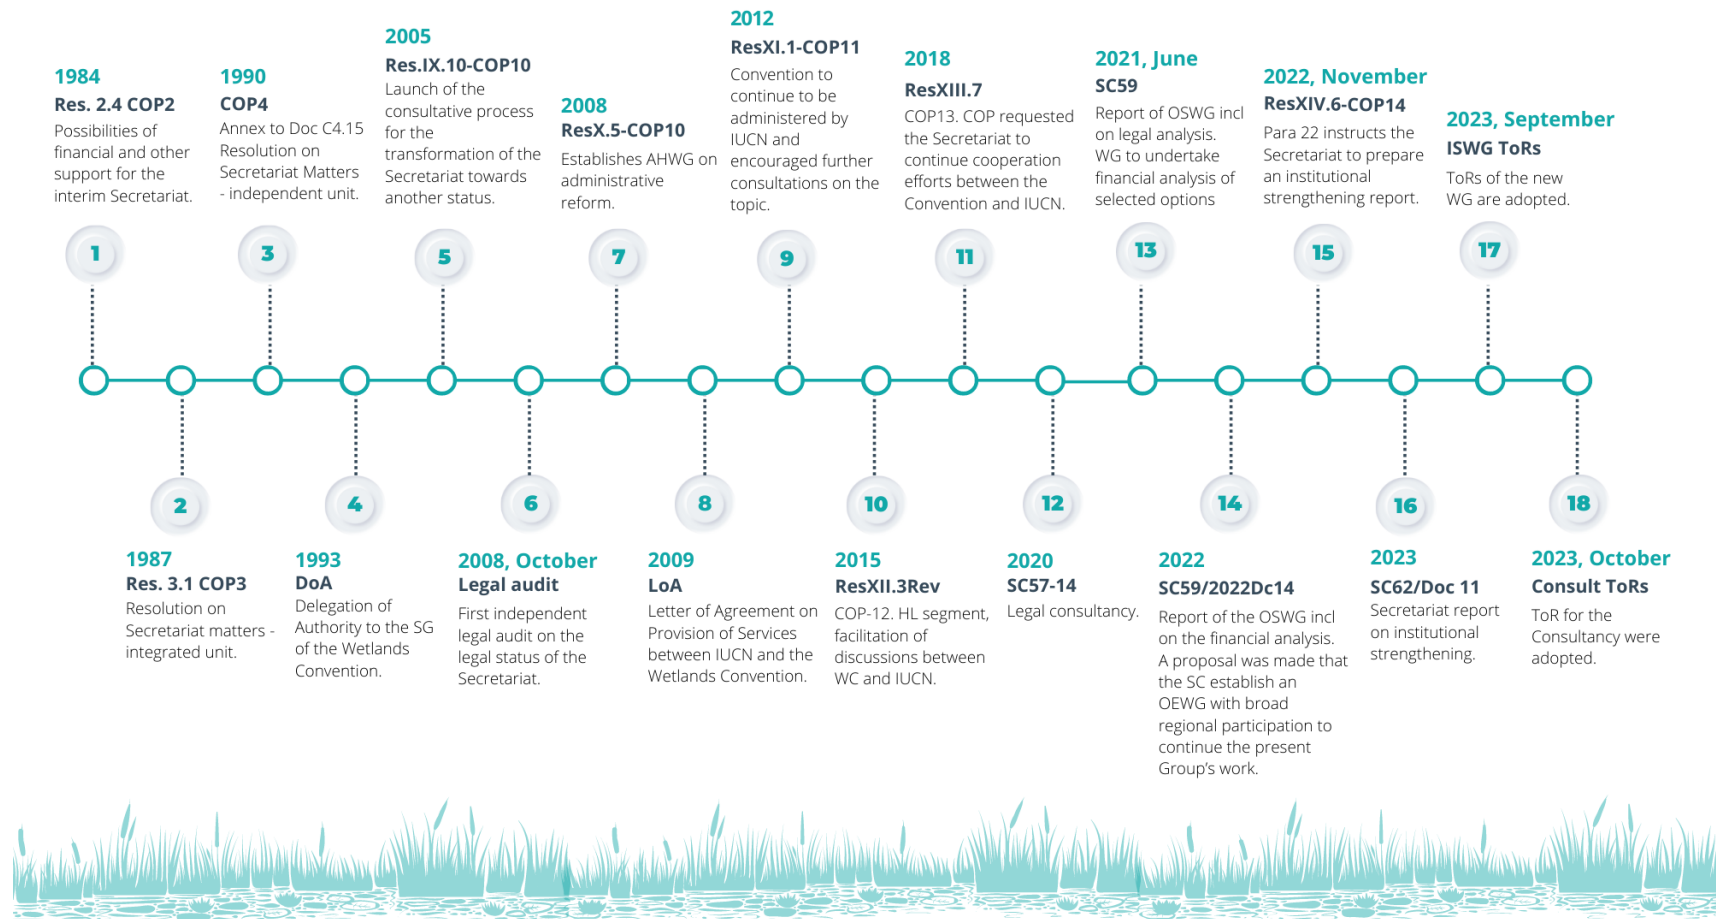 1984
Res. 2.4 COP2
Possibilities of
financial and other
support for the
interim Secretariat.
1
1987
Res. 3.1 COP3
Resolution on
Secretariat matters -
integrated unit.
2
1990
COP4
Annex to Doc C4.15
Resolution on
Secretariat Matters
- independent unit.
3
1993
DoA
Delegation of
Authority to the SG
of the Wetlands
Convention.
4
2005
Res.IX.10-COP10
Launch of the
consultative process
for the
transformation of the
Secretariat towards
another status.
5
2008, October
Legal audit
First independent
legal audit on the
legal status of the
Secretariat.
6
2008
ResX.5-COP10
Establishes AHWG on
administrative
reform.
7
2009
LoA
Letter of Agreement on
Provision of Services
between IUCN and the
Wetlands Convention.
8
2012
ResXI.1-COP11
Convention to
continue to be
administered by
IUCN and
encouraged further
consultations on the
topic.
9
2015
ResXII.3Rev
COP-12. HL segment,
facilitation of
discussions between
WC and IUCN.
10
2018
ResXIII.7
COP13. COP requested
the Secretariat to
continue cooperation
efforts between the
Convention and IUCN.
11
2020
SC57-14
Legal consultancy.
12
2021, June
SC59
Report of OSWG incl
on legal analysis.
WG to undertake
financial analysis of
selected options
13
2022
SC59/2022Dc14
Report of the OSWG incl
on the financial analysis.
A proposal was made that
the SC establish an
OEWG with broad
regional participation to
continue the present
Group's work.
14
2022, November
ResXIV.6-COP14
Para 22 instructs the
Secretariat to prepare
an institutional
strengthening report.
15
2023
SC62/Doc 11
Secretariat report
on institutional
strengthening.
16
2023, September
ISWG ToRs
ToRs of the new
WG are adopted.
17
2023, October
Consult ToRs
ToR for the
Consultancy were
adopted.
18